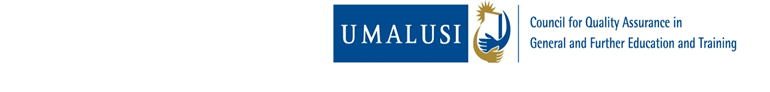 UMALUSI
Council for Quality Assurance in
General and Further Education and Training